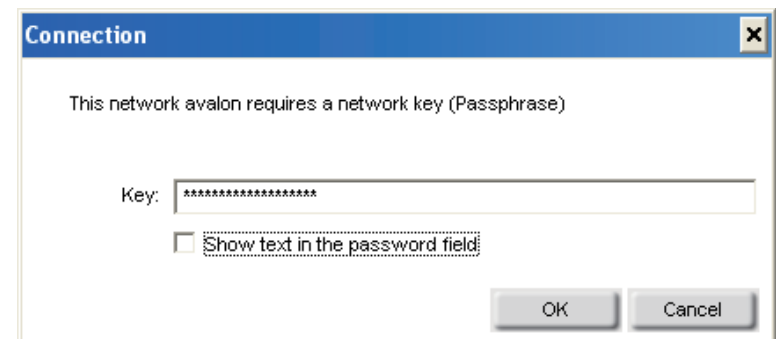 Connection
This network avalon requires a network key (Passphrase)
Key: *******************
Show text in the password field
OK Cancel